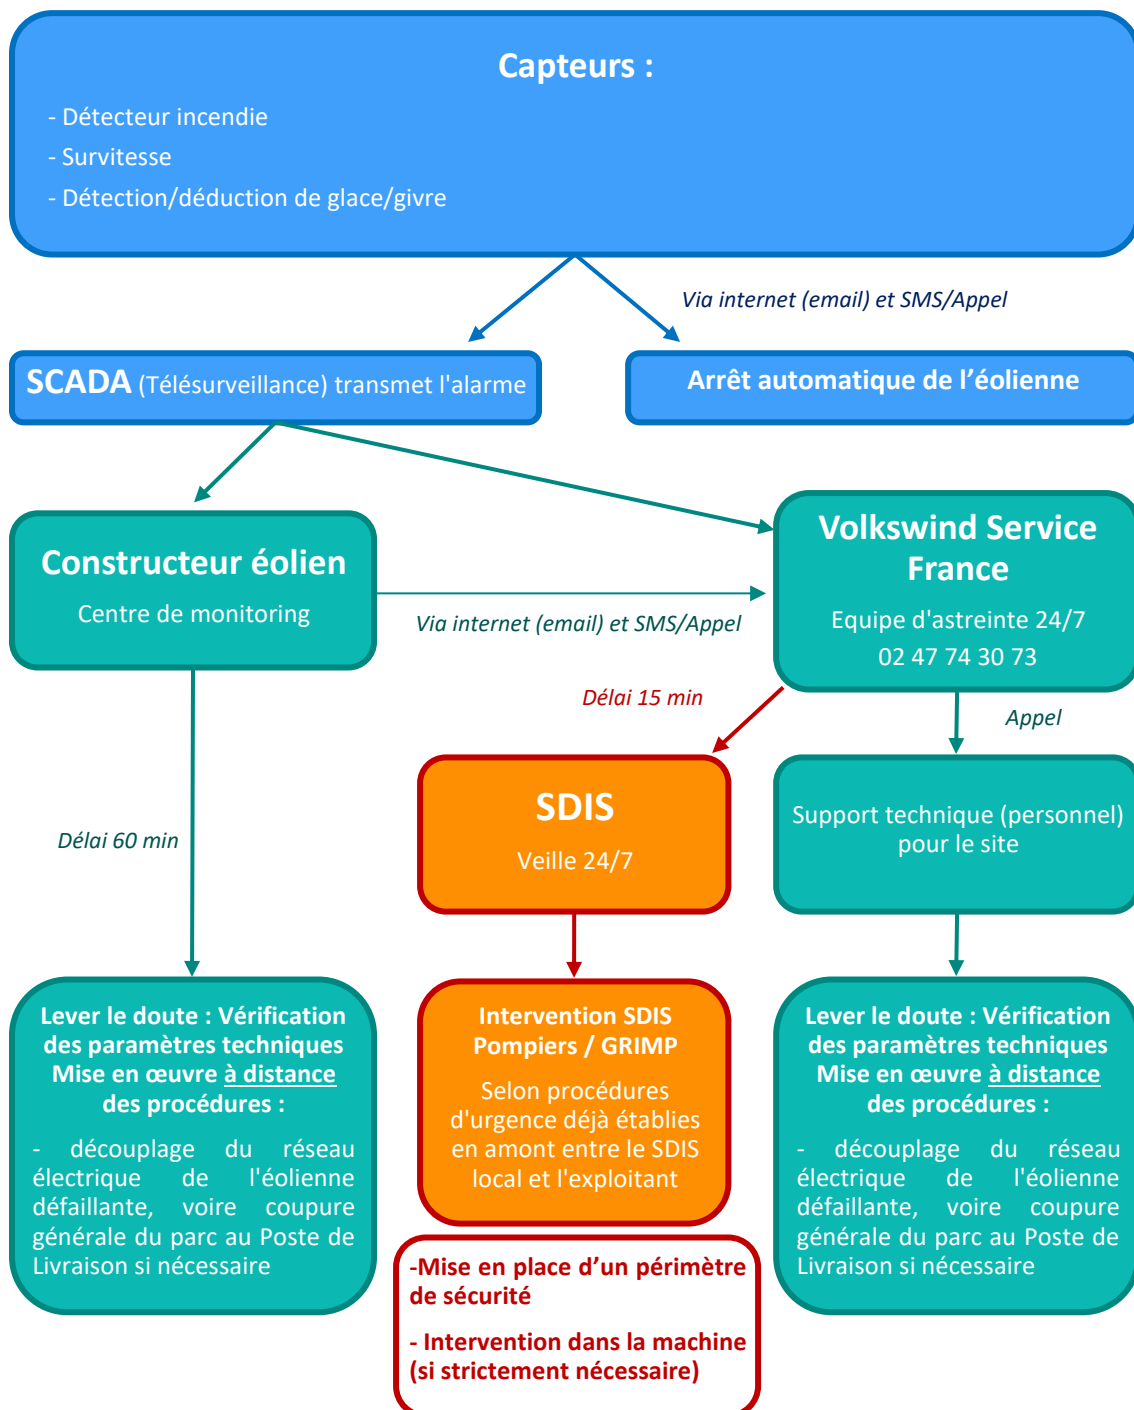 Capteurs :
- Détecteur incendie
- Survitesse
- Détection/déduction de glace/givre
Via internet (email) et SMS/Appel
SCADA (Télésurveillance) transmet l'alarme
Arrêt automatique de l’éolienne
Constructeur éolien
Centre de monitoring
Via internet (email) et SMS/Appel
Volkswind Service
France
Equipe d'astreinte 24/7
02 47 74 30 73
Délai 15 min
Appel
SDIS
Veille 24/7
Support technique (personnel)
pour le site
Délai 60 min
Lever le doute : Vérification
des paramètres techniques
Mise en œuvre à distance
des procédures :
- découplage du réseau
électrique de l'éolienne
défaillante, voire coupure
générale du parc au Poste de
Livraison si nécessaire
Intervention SDIS
Pompiers / GRIMP
Selon procédures
d'urgence déjà établies
en amont entre le SDIS
local et l'exploitant
-Mise en place d’un périmètre
de sécurité
- Intervention dans la machine
(si strictement nécessaire)
Lever le doute : Vérification
des paramètres techniques
Mise en œuvre à distance
des procédures :
- découplage du réseau
électrique de l'éolienne
défaillante, voire coupure
générale du parc au Poste de
Livraison si nécessaire